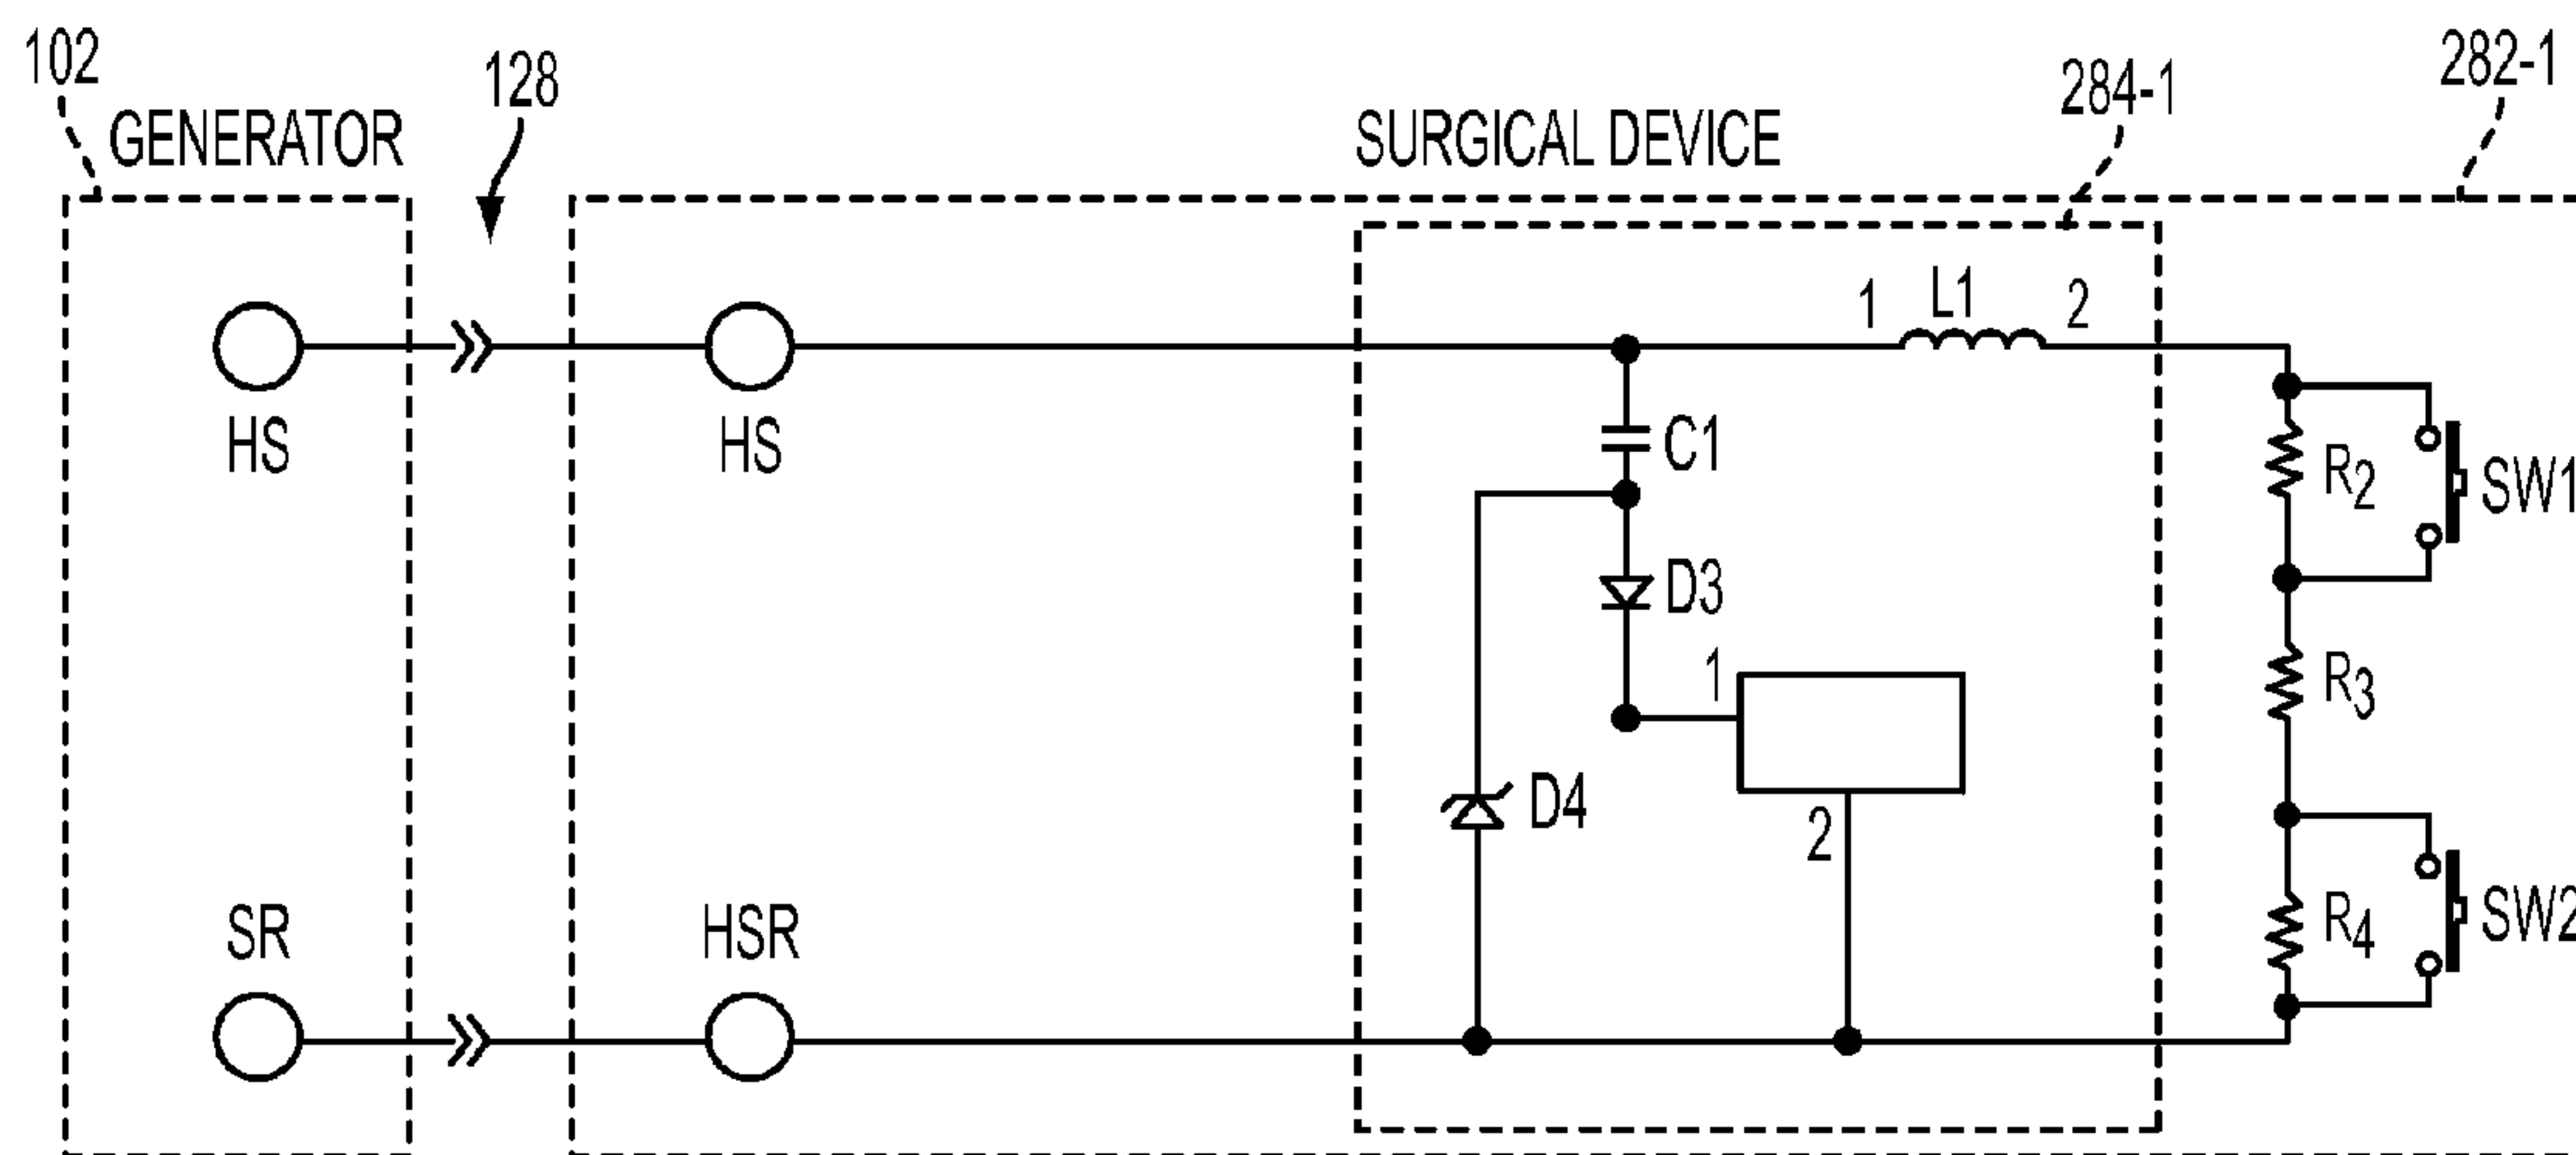 102
128
284-1
282-1
GENERATOR
SURGICAL DEVICE
1
L1
2
HS
HS
C1
R2
SW1
D3
1
R3
D4
2
SR
HSR
R4
SW2